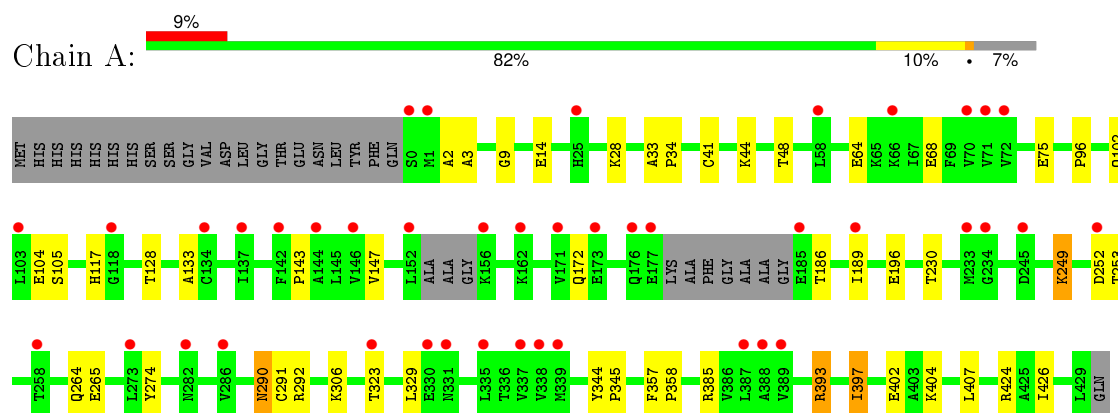 9%
Chain A:
82% 10% • 7%
MET HIS HIS HIS HIS HIS HIS SER SER GLY VAL ASP LEU GLY THR GLU ASN LEU TYR PHE GLN S0 M1 A2 A3 G9 E14 H25 K28 A33 P34 C41 K44 T48 L58 E64 K65 K66 I67 E68 F69 V70 V71 V72 E75 P96
L103 E104 S105 H117 G118 T128 A133 C134 I137 F142 P143 A144 L145 V146 V147 L152 ALA ALA GLY K156 K162 V171 Q172 E173 Q176 E177 LYS ALA PHE GLY ALA ALA GLY E185 T186 I189 E196 T230 M233 G234 D245 K249 D252 T253
T258 Q264 E265 L273 Y274 N282 V286 N290 C291 R292 K306 T323 L329 E330 N331 L335 T336 V337 V338 M339 Y344 P345 F357 P358 R385 V386 L387 A388 V389 R393 I397 E402 A403 K404 L407 R424 A425 I426 L429 GLN